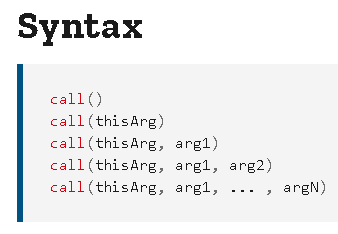 Syntax
call()
call(thisArg)
call(thisArg, arg1)
call(thisArg, arg1, arg2)
call(thisArg, arg1, ... , argN)